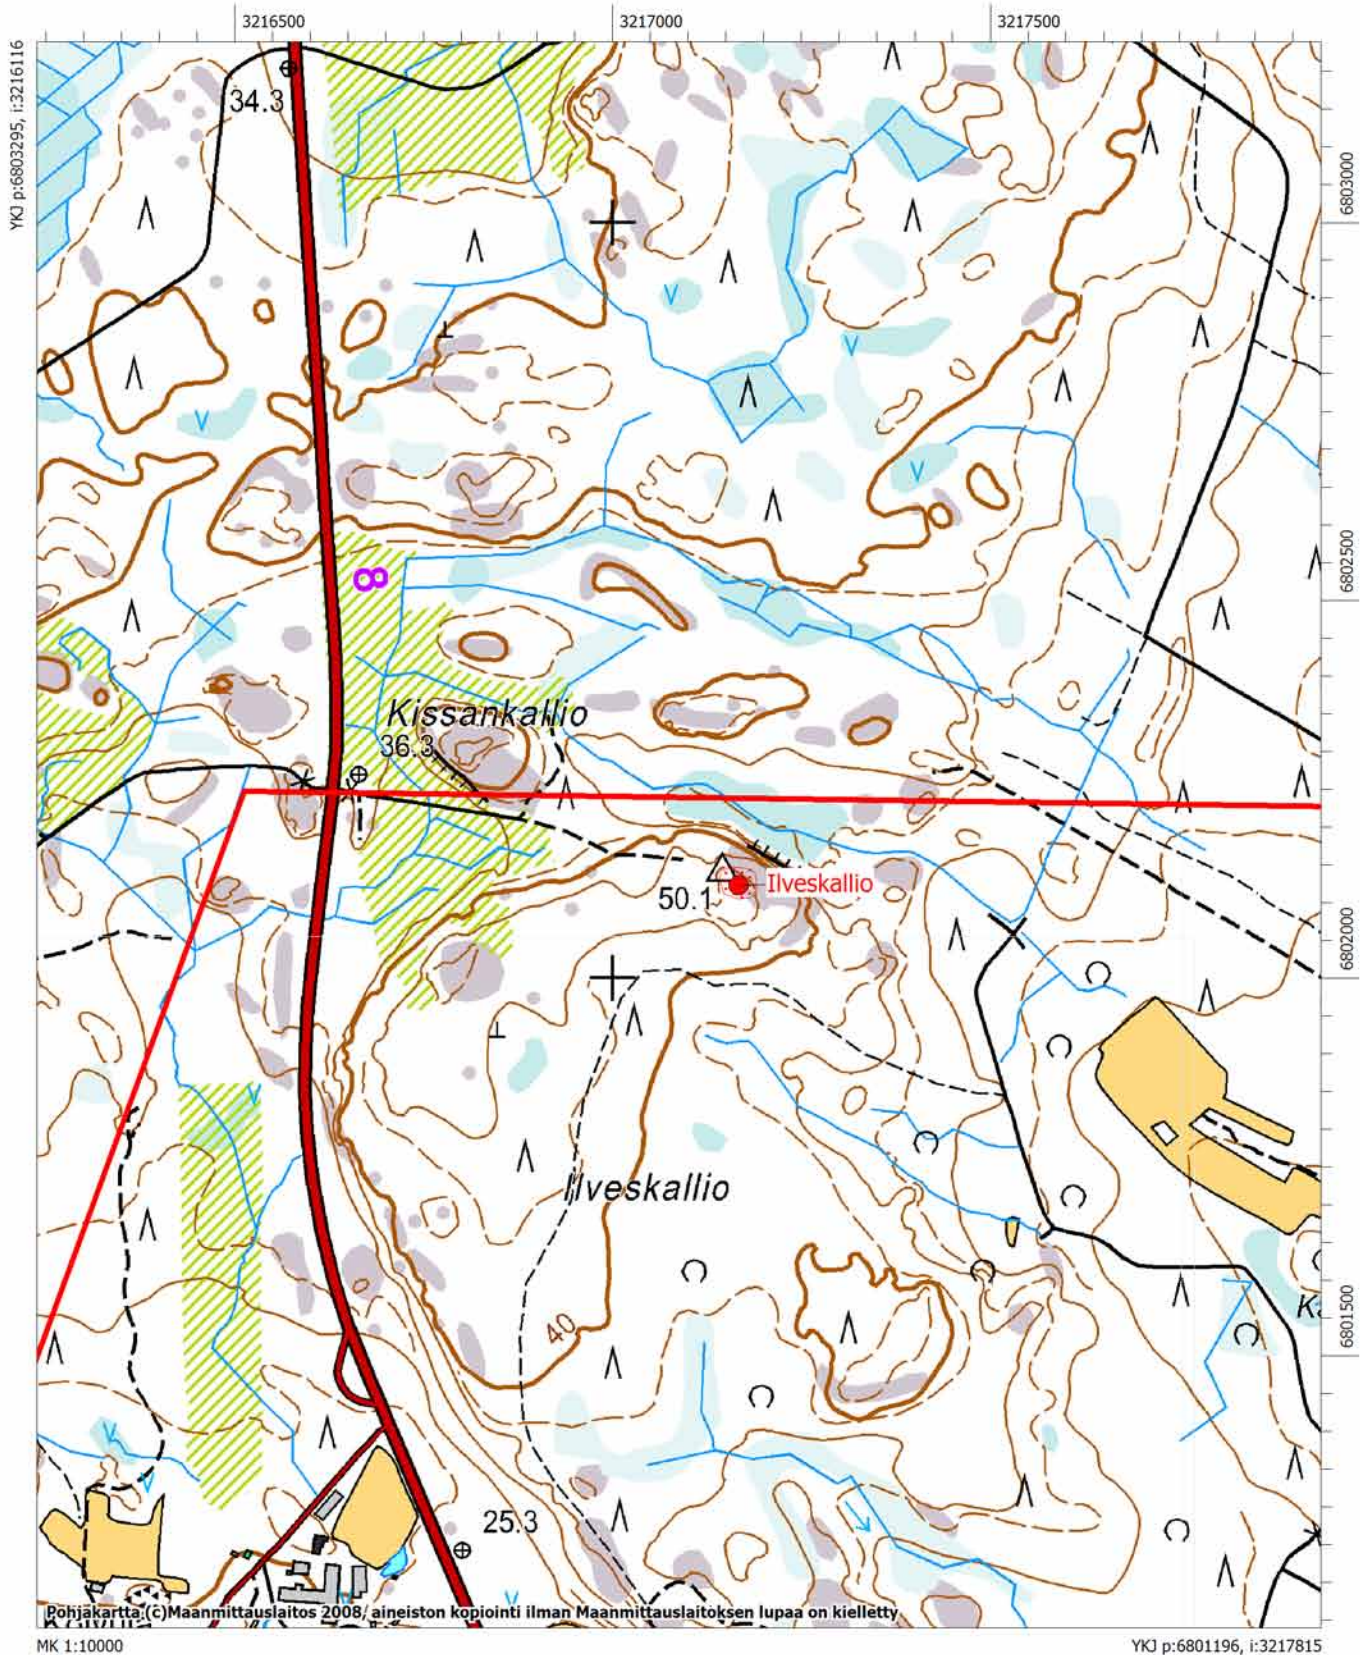 3216500
3217000
3217500
YKJ p:6803295, i:3216116
34.3
6803000
6802500
8
Kissankallio
36.3
Ilveskallio
50.1
6802000
Ilveskallio
40
6801500
25.3
Pohjakartta (c)Maanmittauslaitos 2008, aineiston kopiointi ilman Maanmittauslaitoksen lupaa on kielletty
MK 1:10000
YKJ p:6801196, i:3217815